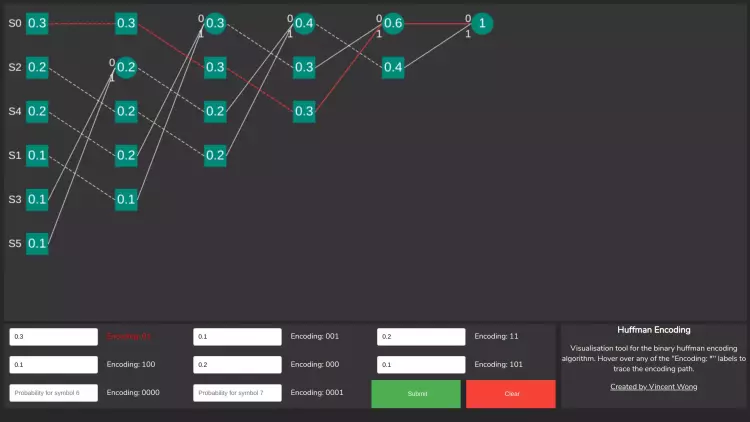 S0 0.3 0.3 0 1 0.3 0 1 0.4 0 1 0.6 0 1 1
S2 0.2 0 1 0.2 0.3 0.3 0.4
S4 0.2 0.2 0.2 0.3
S1 0.1 0.2 0.2
S3 0.1 0.1
S5 0.1
0.3
0.1 Encoding: 001
0.2 Encoding: 11
0.1 Encoding: 100
0.2 Encoding: 000
0.1 Encoding: 101
Probability for symbol 6 Encoding: 0000
Probability for symbol 7 Encoding: 0001
Submit
Clear
Huffman Encoding
Visualisation tool for the binary huffman encoding
algorithm. Hover over any of the "Encoding: *" labels to
trace the encoding path.
Created by Vincent Wong